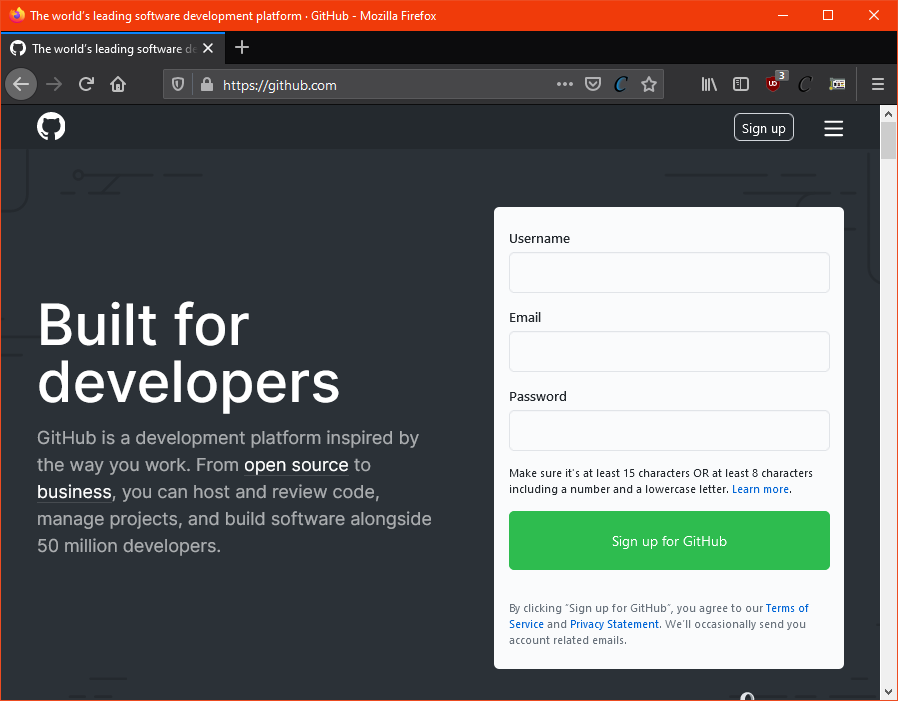 The world's leading software development platform · GitHub - Mozilla Firefox
The world's leading software de
https://github.com
3
Sign up
Built for
developers
GitHub is a development platform inspired by
the way you work. From open source to
business, you can host and review code,
manage projects, and build software alongside
50 million developers.
Username
Email
Password
Make sure it's at least 15 characters OR at least 8 characters
including a number and a lowercase letter. Learn more.
Sign up for GitHub
By clicking “Sign up for GitHub”, you agree to our Terms of
Service and Privacy Statement. We'll occasionally send you
account related emails.